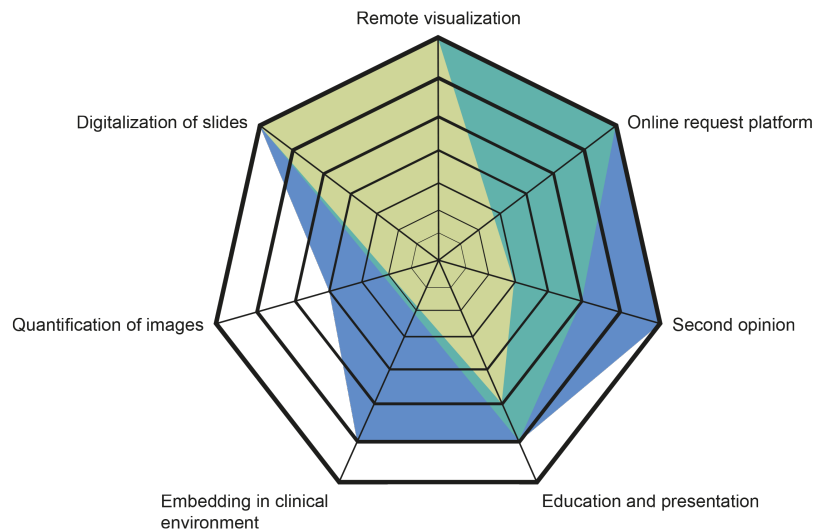 Remote visualization
Digitalization of slides
Online request platform
Quantification of images
Second opinion
Embedding in clinical
environment
Education and presentation